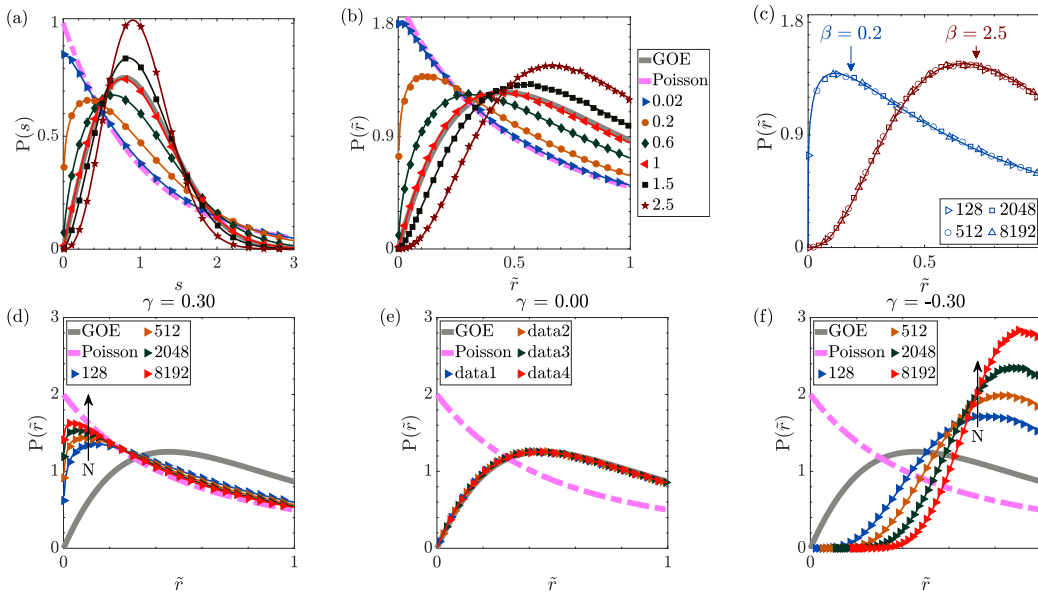 (a)
1
0.5
0
P(s)
0
1
2
3
s
(b)
1.8
0.9
0
P(r̃)
0
0.5
1
r̃
GOE
Poisson
0.02
0.2
0.6
1
1.5
2.5
(c)
1.8
0.9
0
P(r̃)
β = 0.2
β = 2.5
128
2048
512
8192
0
0.5
r̃
γ = 0.30
(d)
3
2
1
0
P(r̃)
GOE
512
Poisson
2048
128
8192
N
0
1
r̃
γ = 0.00
(e)
3
2
1
0
P(r̃)
GOE
data2
Poisson
data3
data1
data4
0
1
r̃
γ = -0.30
(f)
3
2
1
0
P(r̃)
GOE
512
Poisson
2048
128
8192
N
0
r̃